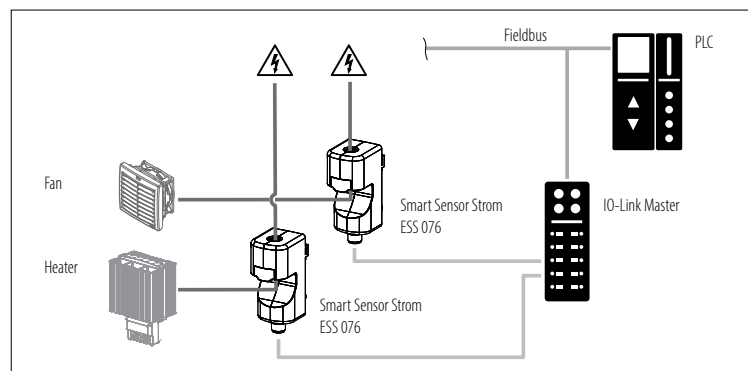 Fieldbus
PLC
Fan
Smart Sensor Strom
ESS 076
IO-Link Master
Heater
Smart Sensor Strom
ESS 076